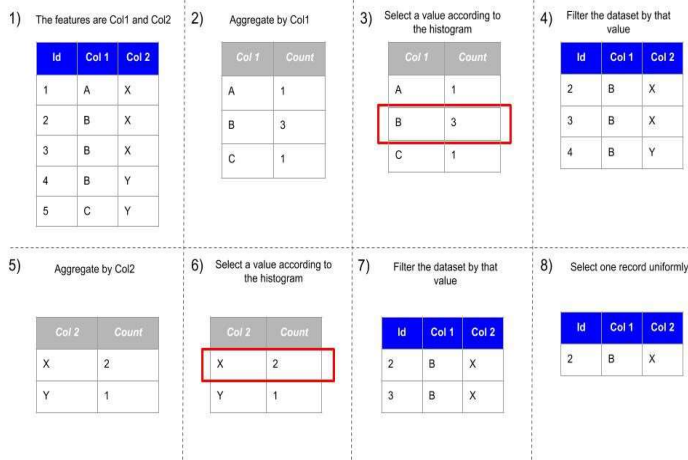 1) The features are Col1 and Col2
Id Col 1 Col 2
1 A X
2 B X
3 B X
4 B Y
5 C Y
2) Aggregate by Col1
Col 1 Count
A 1
B 3
C 1
3) Select a value according to
the histogram
Col 1 Count
A 1
B 3
C 1
4) Filter the dataset by that
value
Id Col 1 Col 2
2 B X
3 B X
4 B Y
5) Aggregate by Col2
Col 2 Count
X 2
Y 1
6) Select a value according to
the histogram
Col 2 Count
X 2
Y 1
7) Filter the dataset by that
value
Id Col 1 Col 2
2 B X
3 B X
8) Select one record uniformly
Id Col 1 Col 2
2 B X